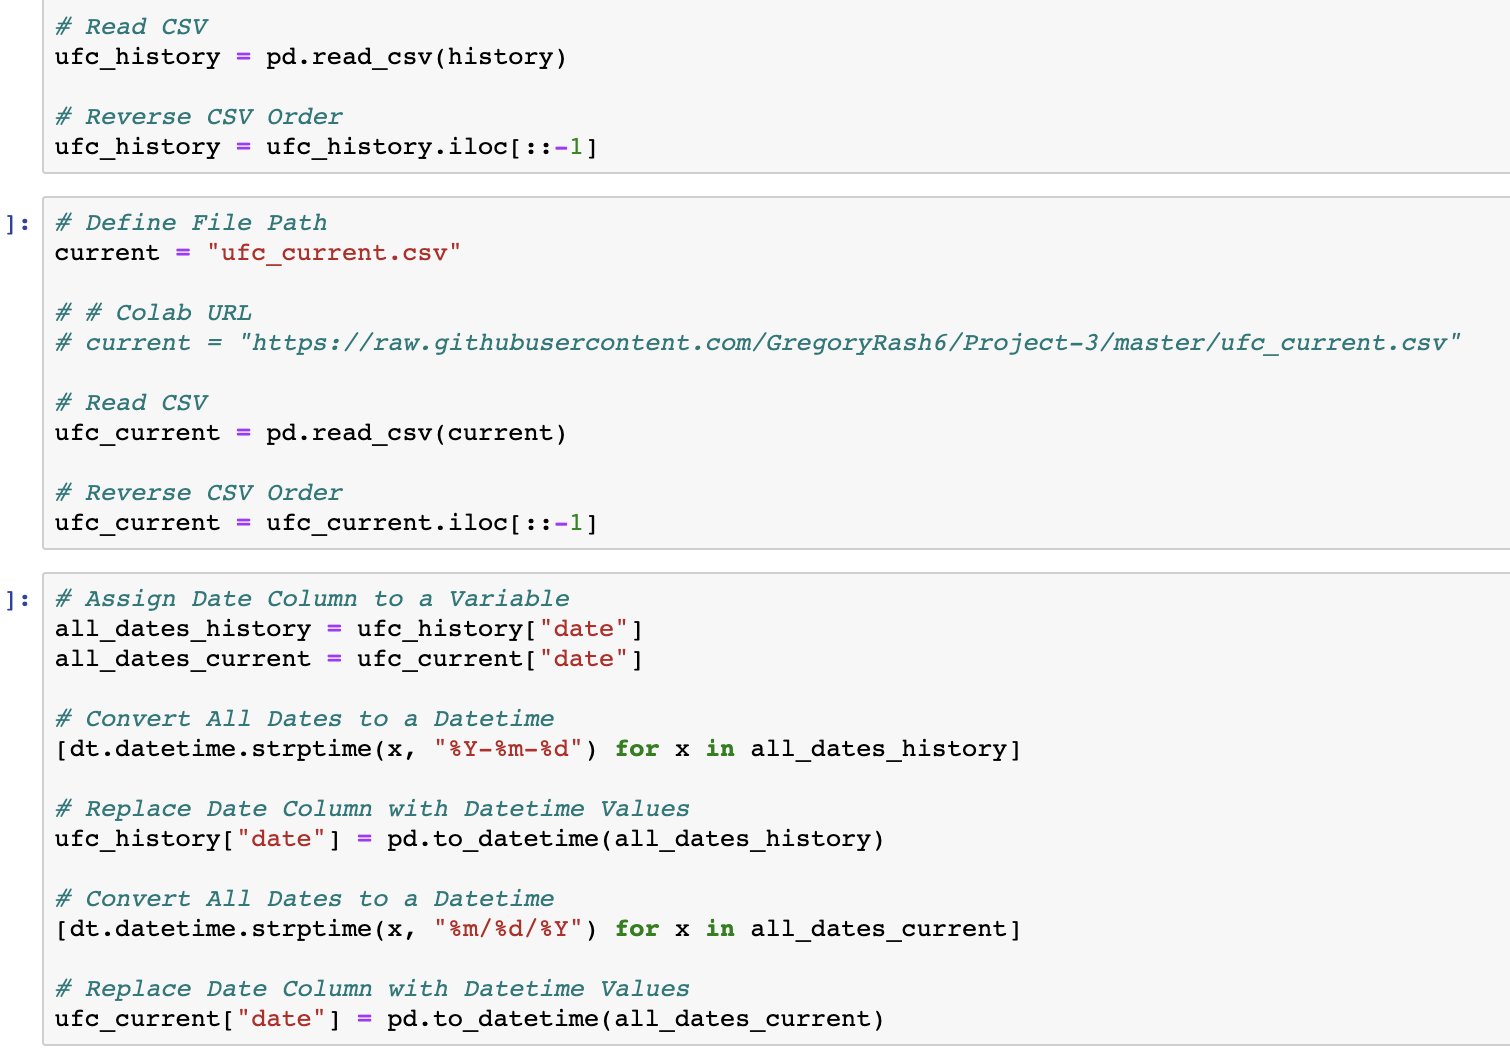 # Read CSV
ufc_history = pd.read_csv(history)
# Reverse CSV Order
ufc_history = ufc_history.iloc[::-1]
]: # Define File Path
current = "ufc_current.csv"
# # Colab URL
# current = "https://raw.githubusercontent.com/GregoryRash6/Project-3/master/ufc_current.csv"
# Read CSV
ufc_current = pd.read_csv(current)
# Reverse CSV Order
ufc_current = ufc_current.iloc[::-1]
]: # Assign Date Column to a Variable
all_dates_history = ufc_history["date"]
all_dates_current = ufc_current["date"]
# Convert All Dates to a Datetime
[dt.datetime.strptime(x, "%Y-%m-%d") for x in all_dates_history]
# Replace Date Column with Datetime Values
ufc_history["date"] = pd.to_datetime(all_dates_history)
# Convert All Dates to a Datetime
[dt.datetime.strptime(x, "%m/%d/%Y") for x in all_dates_current]
# Replace Date Column with Datetime Values
ufc_current["date"] = pd.to_datetime(all_dates_current)